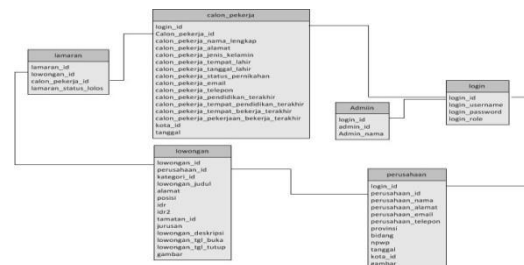 calon_pekerja
login_id
Calon_pekerja_id
calon_pekerja_nama_lengkap
calon_pekerja_alamat
calon_pekerja_jenis_kelamin
calon_pekerja_tempat_lahir
calon_pekerja_tanggal_lahir
calon_pekerja_status_pernikahan
calon_pekerja_email
calon_pekerja_telepon
calon_pekerja_pendidikan_terakhir
calon_pekerja_tempat_pendidikan_terakhir
calon_pekerja_tempat_bekerja_terakhir
calon_pekerja_pekerjaan_bekerja_terakhir
kota_id
tanggal
lamaran
lamaran_id
lowongan_id
calon_pekerja_id
lamaran_status_lolos
login
login_id
login_username
login_password
login_role
Admin
login_id
admin_id
Admin_nama
lowongan
lowongan_id
perusahaan_id
kategori_id
lowongan_judul
alamat
posisi
idr
idr2
tamatan_id
jurusan
lowongan_deskripsi
lowongan_tgl_buka
lowongan_tgl_tutup
gambar
perusahaan
login_id
perusahaan_id
perusahaan_nama
perusahaan_alamat
perusahaan_email
perusahaan_telepon
provinsi
bidang
npwp
tanggal
kota_id
gambar